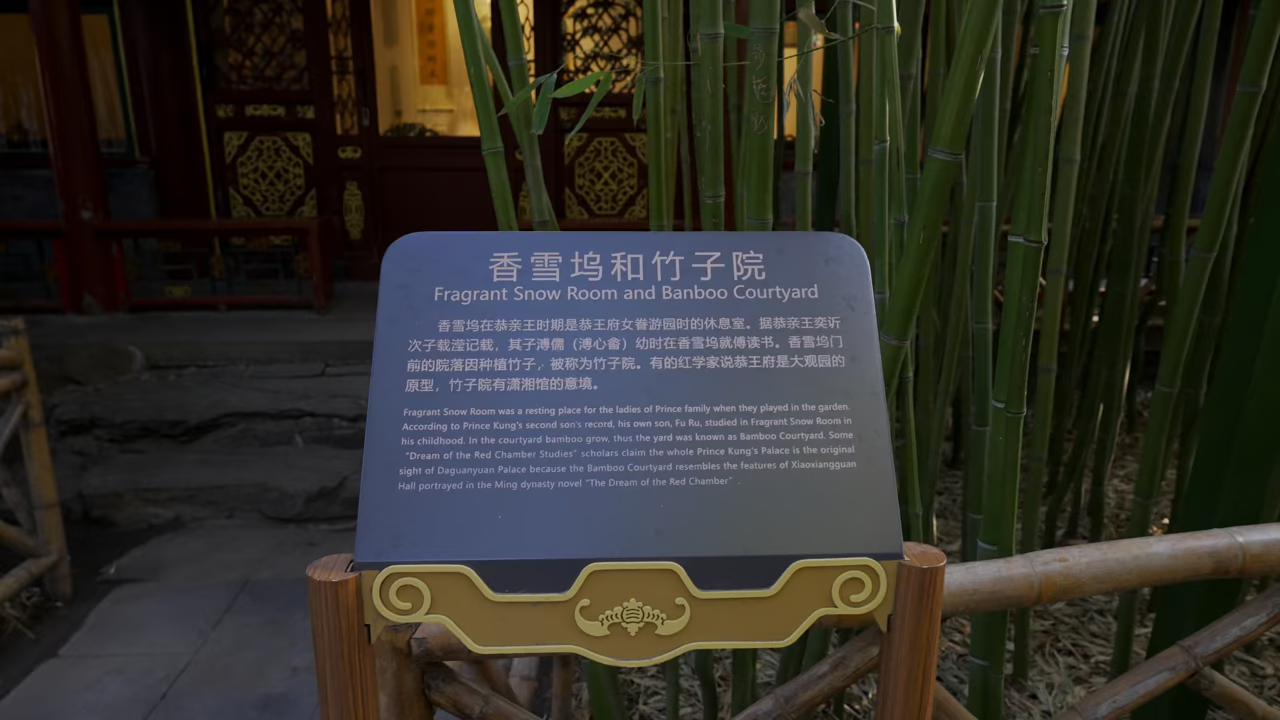 香雪坞和竹子院
Fragrant Snow Room and Banboo Courtyard
香雪坞在恭亲王时期是恭王府女眷游园时的休息室。据恭亲王奕䜣
次子载滢记载，其子溥儒（溥心畬）幼时在香雪坞就傅读书。香雪坞门
前的院落因种植竹子，被称为竹子院。有的红学家说恭王府是大观园的
原型，竹子院有潇湘馆的意境。
Fragrant Snow Room was a resting place for the ladies of Prince family when they played in the garden.
According to Prince Kung's second son's record, his own son, Fu Ru, studied in Fragrant Snow Room in
his childhood. In the courtyard bamboo grow, thus the yard was known as Bamboo Courtyard. Some
"Dream of the Red Chamber Studies" scholars claim the whole Prince Kung's Palace is the original
sight of Daguanyuan Palace because the Bamboo Courtyard resembles the features of Xiaoxiangguan
Hall portrayed in the Ming dynasty novel "The Dream of the Red Chamber" .